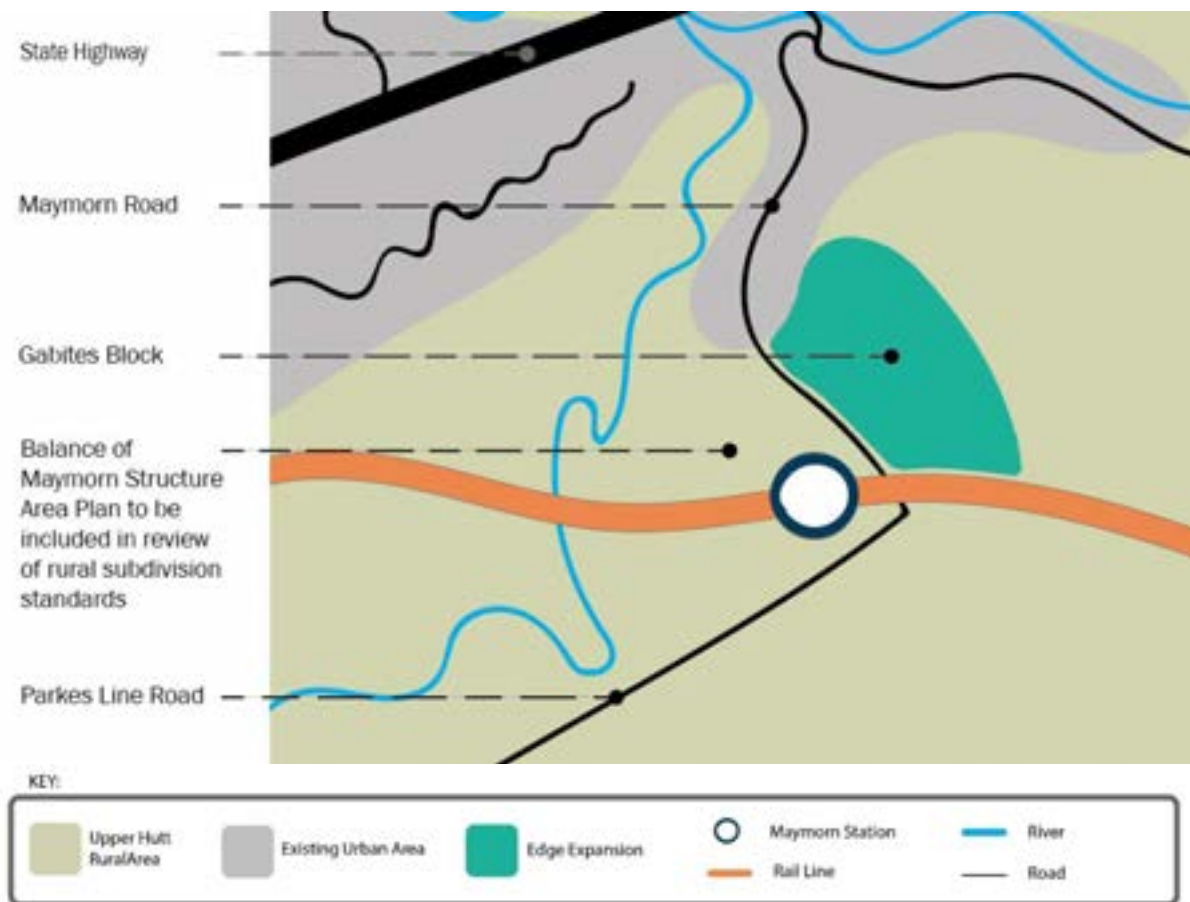 State Highway
Maymorn Road
Gabites Block
Balance of
Maymorn Structure
Area Plan to be
included in review
of rural subdivision
standards
Parkes Line Road
KEY:
Upper Hutt
RuralArea
Existing Urban Area
Edge Expansion
Maymorn Station
Rail Line
River
Road